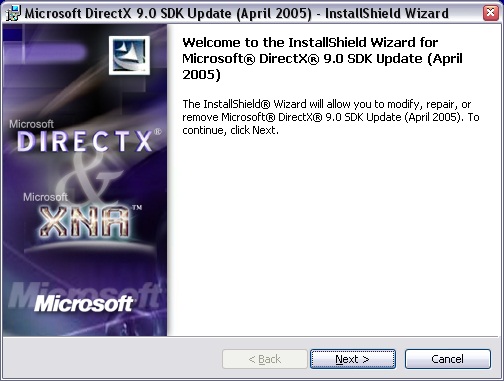 Microsoft DirectX 9.0 SDK Update (April 2005) - InstallShield Wizard
Welcome to the InstallShield Wizard for
Microsoft® DirectX® 9.0 SDK Update (April
2005)
The InstallShield® Wizard will allow you to modify, repair, or
remove Microsoft® DirectX® 9.0 SDK Update (April 2005). To
continue, click Next.
Microsoft
DIRECTX®
&
Microsoft
XNA™
Microsoft
Microsoft
< Back
Next >
Cancel